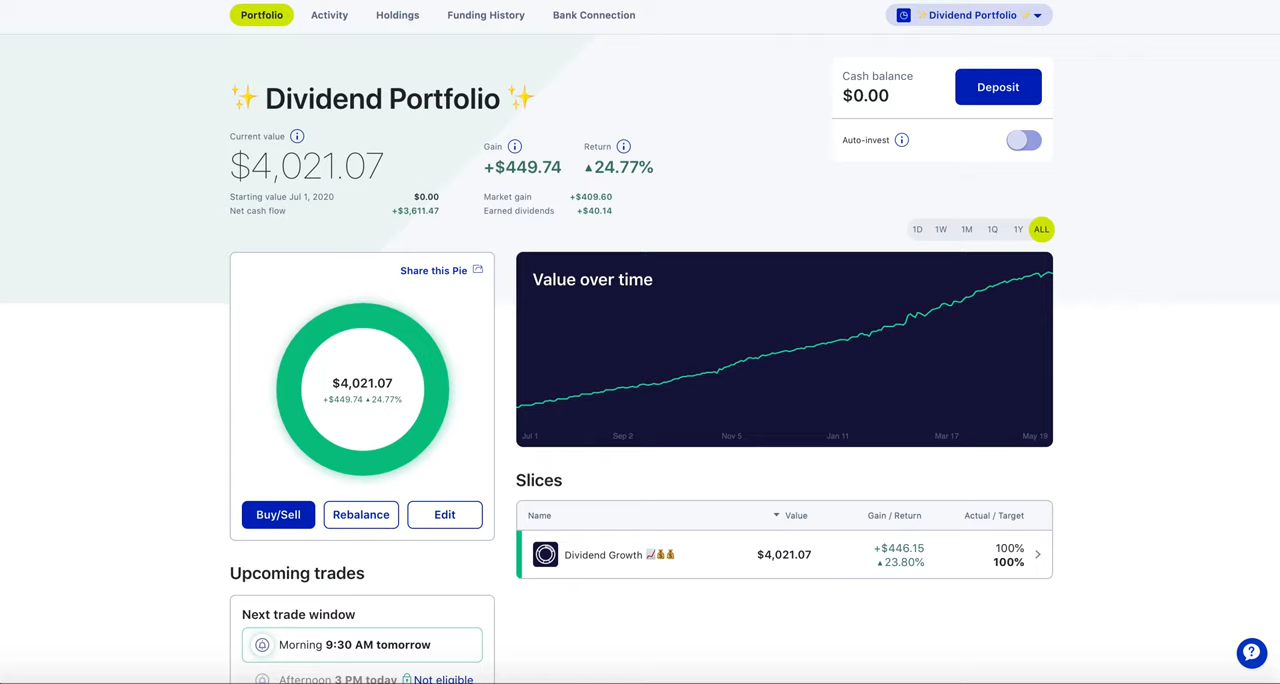 Portfolio Activity Holdings Funding History Bank Connection ✨ Dividend Portfolio ✨
✨ Dividend Portfolio ✨
Cash balance
$0.00
Deposit
Auto-invest
Current value
$4,021.07
Starting value Jul 1, 2020 $0.00
Net cash flow +$3,611.47
Gain Return
+$449.74 ▲24.77%
Market gain +$409.60
Earned dividends +$40.14
1D 1W 1M 1Q 1Y ALL
Share this Pie
$4,021.07
+$449.74 ▲24.77%
Buy/Sell Rebalance Edit
Value over time
Jul 1 Sep 2 Nov 5 Jan 11 Mar 17 May 19
Slices
Name Value Gain / Return Actual / Target
Dividend Growth 📈💰💰 $4,021.07 +$446.15 100%
▲23.80% 100%
Upcoming trades
Next trade window
Morning 9:30 AM tomorrow
Afternoon 3 PM today Not eligible